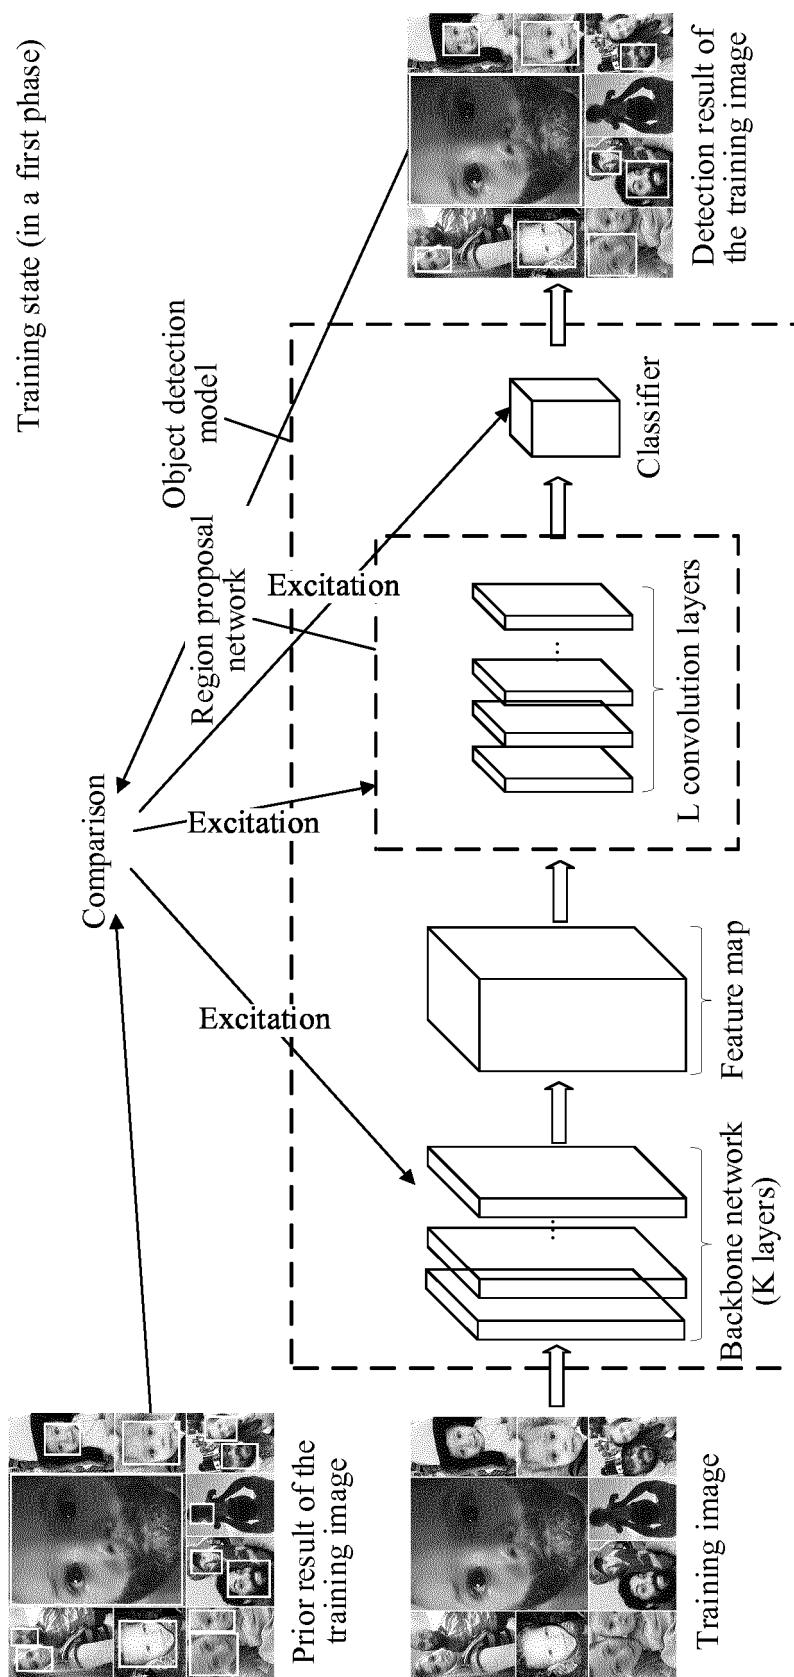 Training state (in a first phase)
Comparison
Object detection
model
Region proposal
network
Excitation
Excitation
Excitation
Prior result of the
training image
Training image
Backbone network
(K layers)
...
Feature map
L convolution layers
...
Classifier
Detection result of
the training image